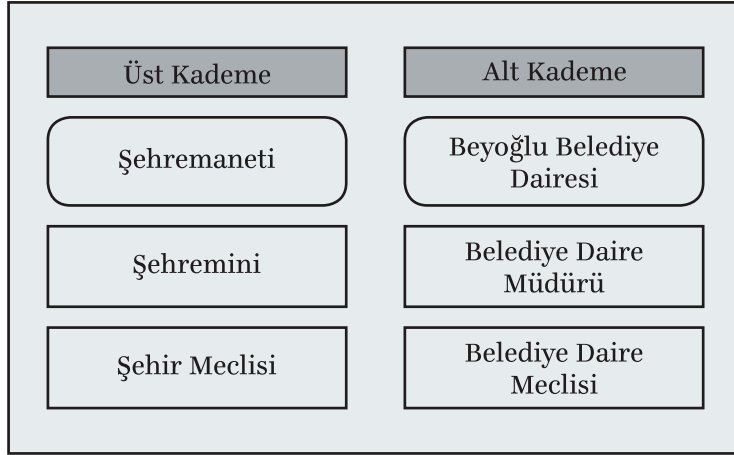 Üst Kademe
Şehremaneti
Şehremini
Şehir Meclisi
Alt Kademe
Beyoğlu Belediye
Dairesi
Belediye Daire
Müdürü
Belediye Daire
Meclisi